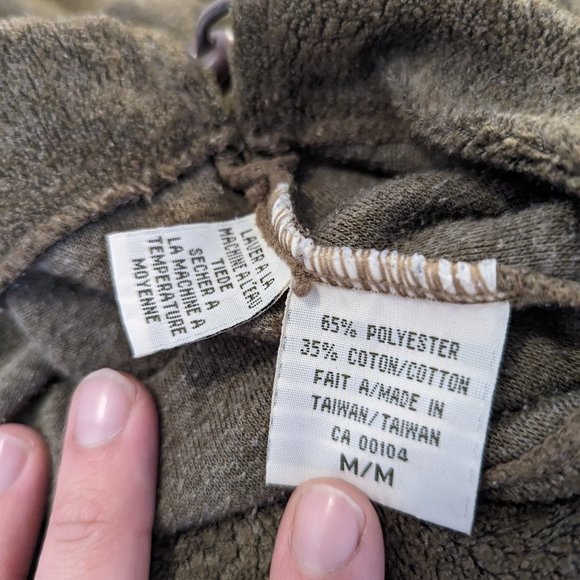 LAVER À LA
MACHINE À L'EAU
TIEDE
SECHER À
LA MACHINE A
TEMPERATURE
MOYENNE
65% POLYESTER
35% COTON/COTTON
FAIT A/MADE IN
TAIWAN/TAIWAN
CA 00104
M/M